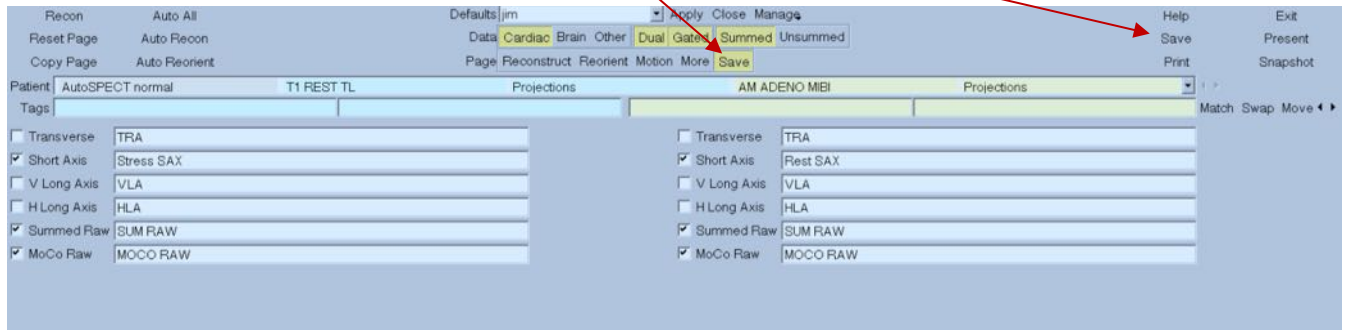 Recon Auto All Defaults jim Apply Close Manage Help Exit
Reset Page Auto Recon Data Cardiac Brain Other Dual Gated Summed Unsummed Save Present
Copy Page Auto Reorient Page Reconstruct Reorient Motion More Save Print Snapshot
Patient AutoSPECT normal T1 REST TL Projections AM ADENO MIBI Projections
Tags Match Swap Move
Transverse TRA Transverse TRA
Short Axis Stress SAX Short Axis Rest SAX
V Long Axis VLA V Long Axis VLA
H Long Axis HLA H Long Axis HLA
Summed Raw SUM RAW Summed Raw SUM RAW
MoCo Raw MOCO RAW MoCo Raw MOCO RAW